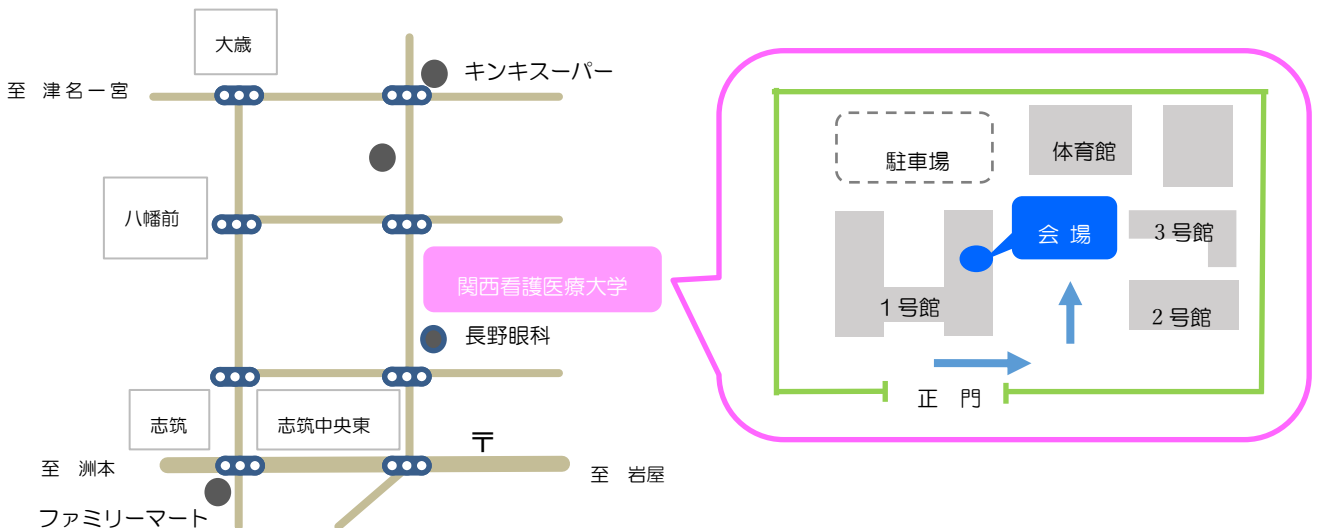 大歳
至 津名一宮
キンキスーパー
八幡前
関西看護医療大学
長野眼科
志筑
志筑中央東
〒
至 洲本
至 岩屋
ファミリーマート
駐車場
体育館
会 場
3号館
1号館
2号館
正 門